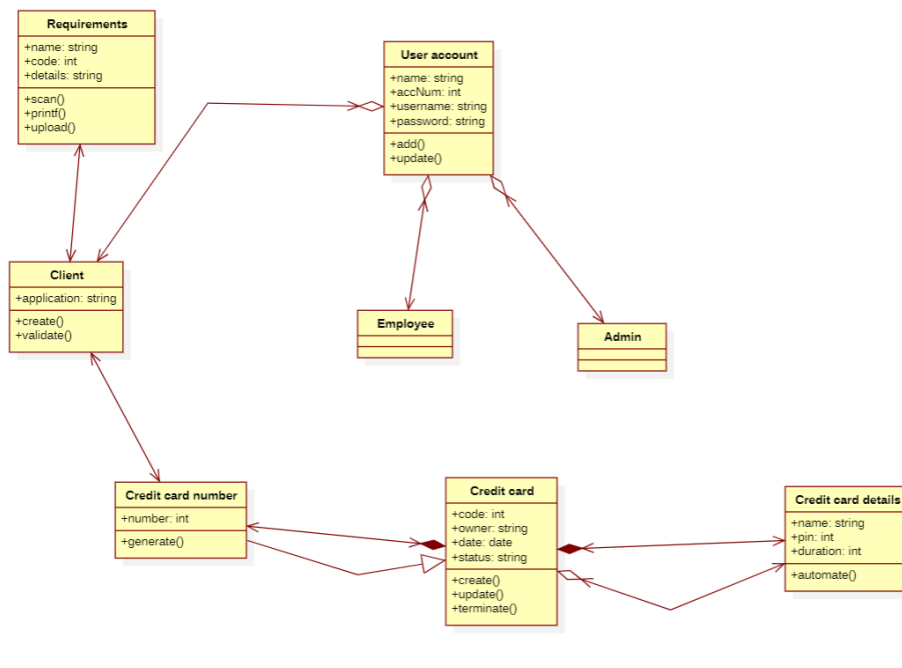 Requirements
+name: string
+code: int
+details: string
+scan()
+printf()
+upload()
User account
+name: string
+accNum: int
+username: string
+password: string
+add()
+update()
Client
+application: string
+create()
+validate()
Employee
Admin
Credit card number
+number: int
+generate()
Credit card
+code: int
+owner: string
+date: date
+status: string
+create()
+update()
+terminate()
Credit card details
+name: string
+pin: int
+duration: int
+automate()